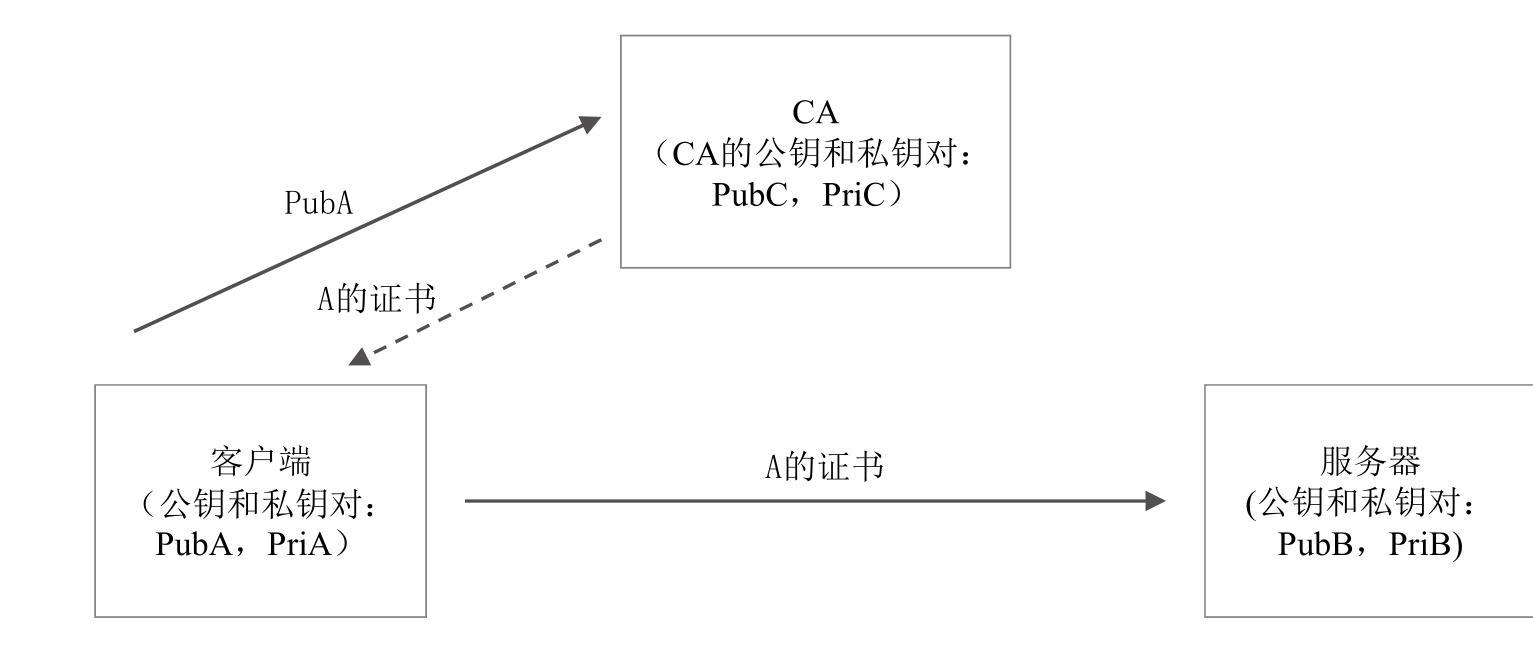 CA
（CA的公钥和私钥对：
PubC，PriC）
PubA
A的证书
客户端
（公钥和私钥对：
PubA，PriA）
A的证书
服务器
(公钥和私钥对：
PubB，PriB)